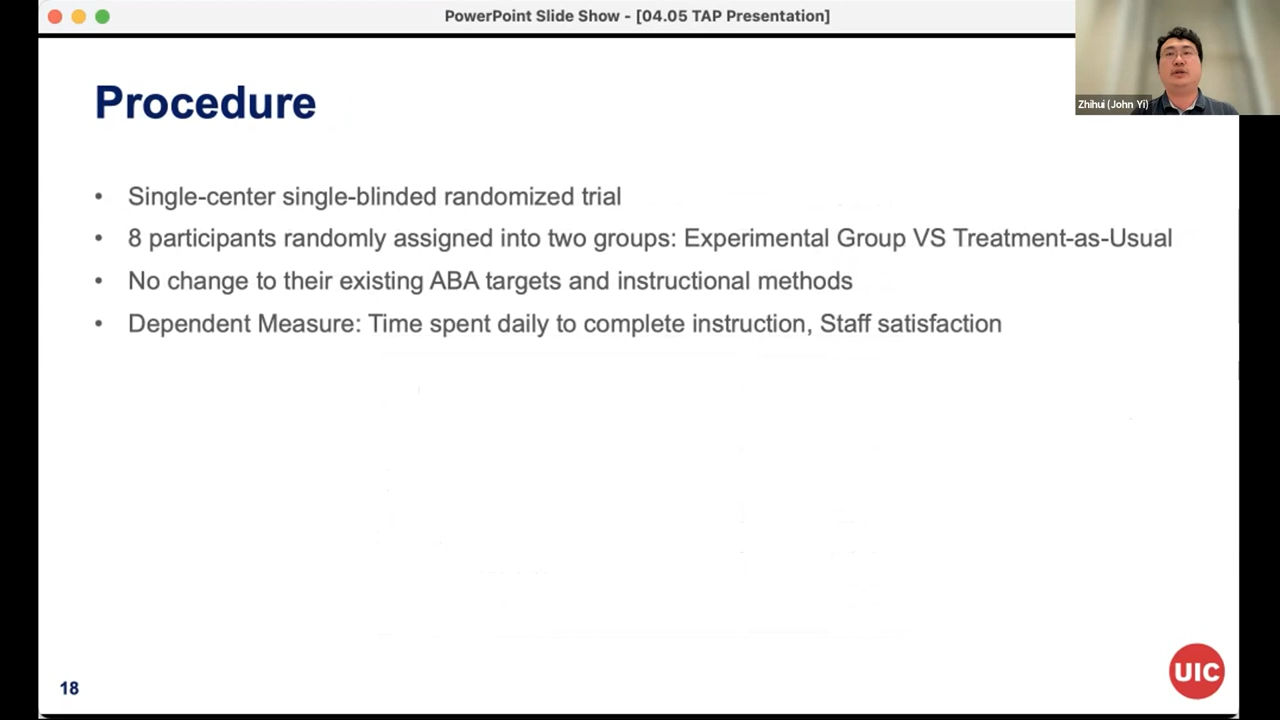 PowerPoint Slide Show - [04.05 TAP Presentation]
Zhihui (John Yi)
Procedure
• Single-center single-blinded randomized trial
• 8 participants randomly assigned into two groups: Experimental Group VS Treatment-as-Usual
• No change to their existing ABA targets and instructional methods
• Dependent Measure: Time spent daily to complete instruction, Staff satisfaction
18
UIC